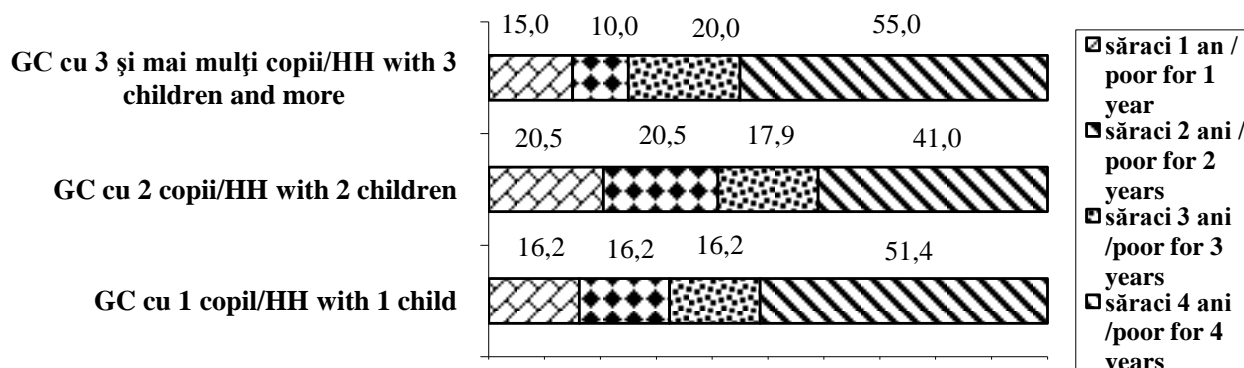 15,0 10,0 20,0 55,0
GC cu 3 şi mai mulţi copii/HH with 3
children and more
20,5 20,5 17,9 41,0
GC cu 2 copii/HH with 2 children
16,2 16,2 16,2 51,4
GC cu 1 copil/HH with 1 child
săraci 1 an /
poor for 1
year
săraci 2 ani /
poor for 2
years
săraci 3 ani
/poor for 3
years
săraci 4 ani
/poor for 4
years